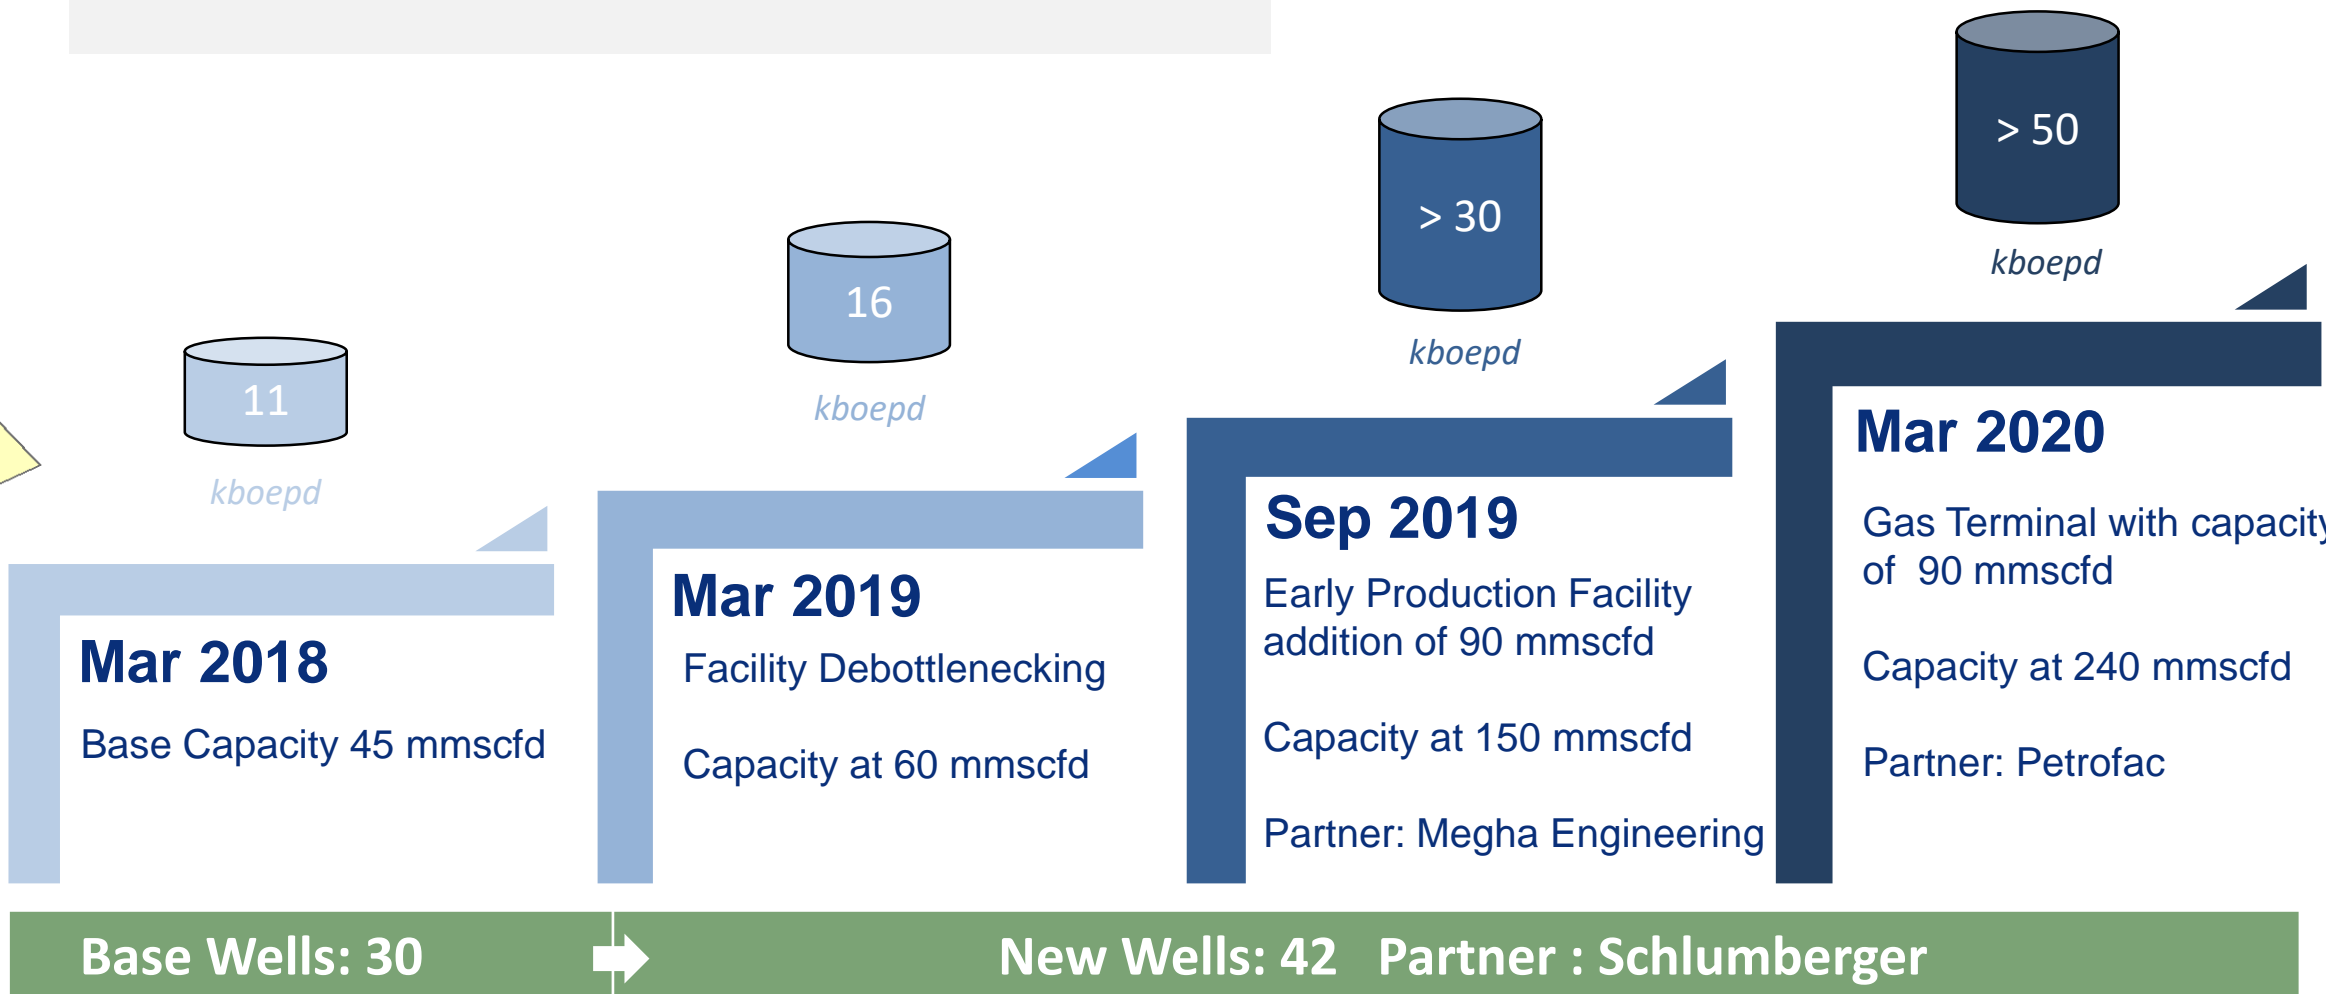 11
kboepd
Mar 2018
Base Capacity 45 mmscfd
16
kboepd
Mar 2019
Facility Debottlenecking
Capacity at 60 mmscfd
> 30
kboepd
Sep 2019
Early Production Facility
addition of 90 mmscfd
Capacity at 150 mmscfd
Partner: Megha Engineering
> 50
kboepd
Mar 2020
Gas Terminal with capacity
of  90 mmscfd
Capacity at 240 mmscfd
Partner: Petrofac
Base Wells: 30
New Wells: 42   Partner : Schlumberger